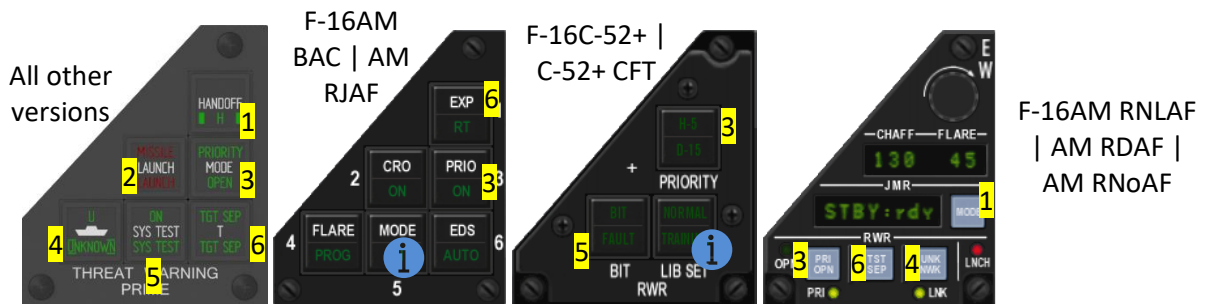 All other
versions
HANDOFF
H
1
MISSILE
LAUNCH
2
PRIORITY
MODE
OPEN
3
U
UNKNOWN
4
ON
SYS TEST
SYS TEST
5
TGT SEP
T
TGT SEP
6
THREAT WARNING
PRIME
F-16AM
BAC | AM
RJAF
EXP
RT
6
2
CRO
ON
PRIO
ON
3
4
FLARE
PROG
MODE
i
EDS
AUTO
6
5
F-16C-52+ |
C-52+ CFT
H-5
D-15
3
+
PRIORITY
BIT
FAULT
5
NORMAL
i
BIT
LIB SET
RWR
E
W
CHAFF
FLARE
130
45
JMR
STBY:rdy
MODE
1
RWR
PRI
OPN
3
TST
SEP
6
UNK
NWK
4
LNCH
PRI
LNK
F-16AM RNLAF
| AM RDAF |
AM RNoAF